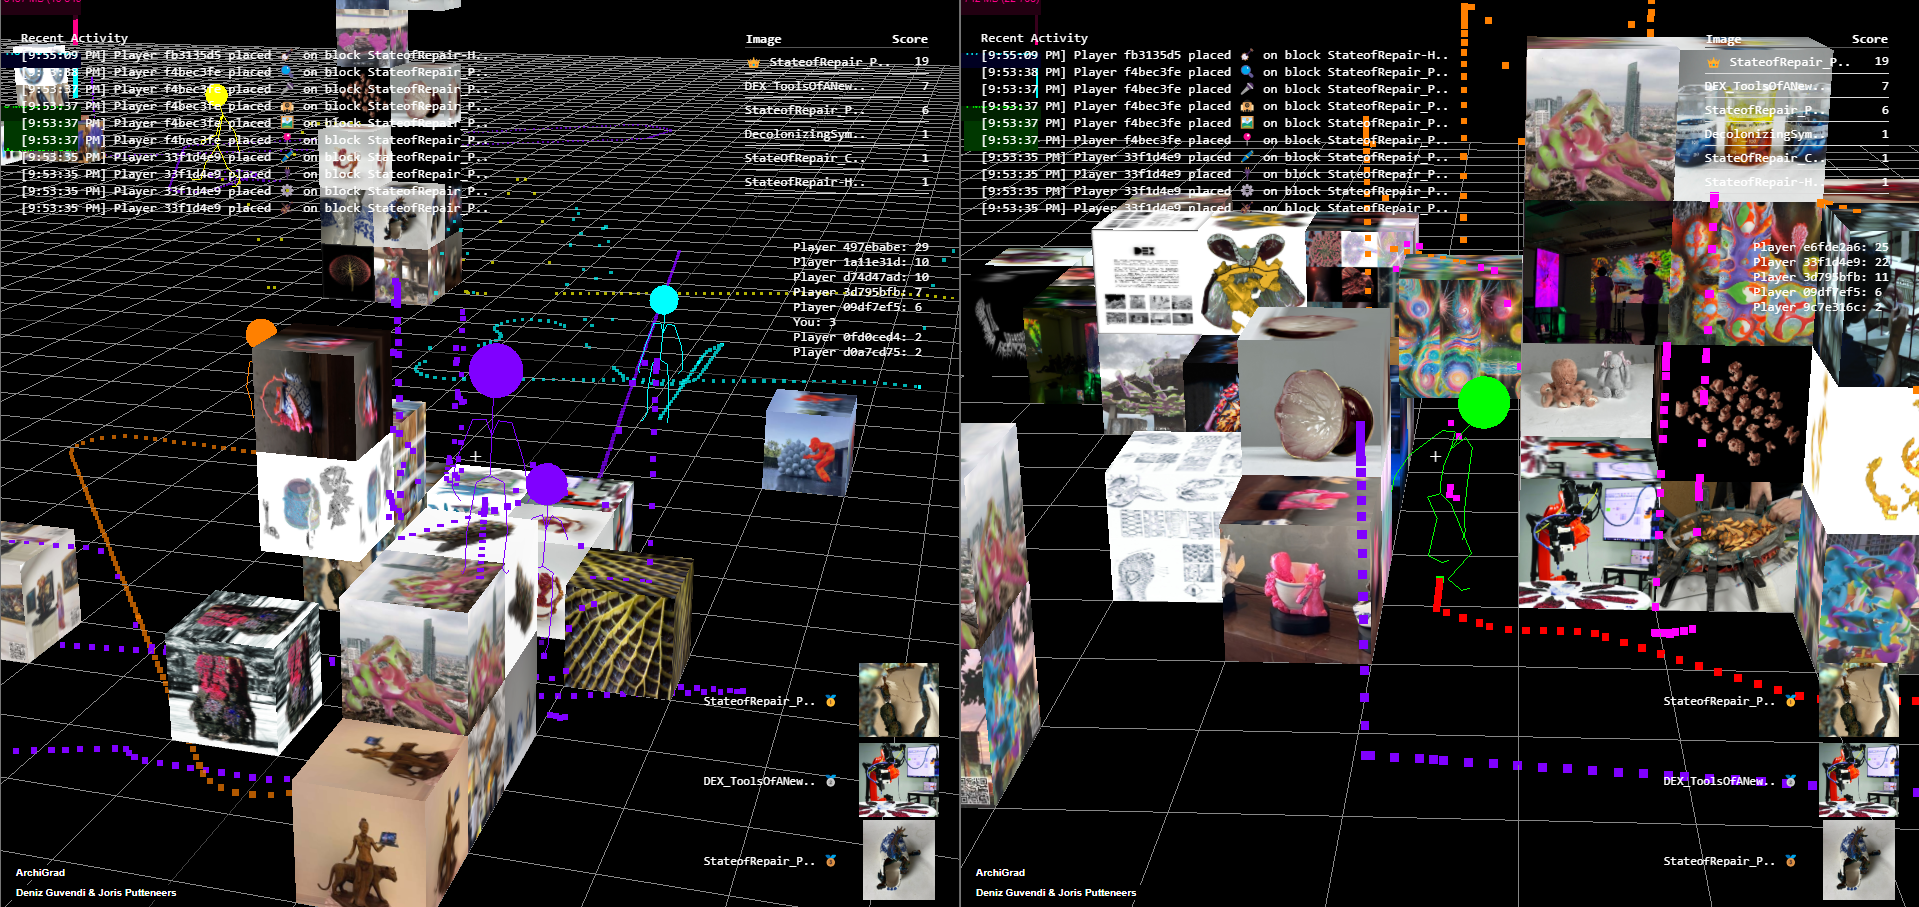 Recent Activity
[9:55:09 PM] Player fb3135d5 placed 🎸 on block StateofRepair-H..
[9:53:38 PM] Player f4bec3fe placed 🔍 on block StateofRepair_P..
[9:53:37 PM] Player f4bec3fe placed on block StateofRepair_P..
[9:53:37 PM] Player f4bec3fe placed on block StateofRepair_P..
[9:53:37 PM] Player f4bec3fe placed on block StateofRepair_P..
[9:53:37 PM] Player f4bec3fe placed 📍 on block StateofRepair_P..
[9:53:35 PM] Player 33f1d4e9 placed on block StateofRepair_P..
[9:53:35 PM] Player 33f1d4e9 placed on block StateofRepair_P..
[9:53:35 PM] Player 33f1d4e9 placed ⚙️ on block StateofRepair_P..
[9:53:35 PM] Player 33f1d4e9 placed on block StateofRepair_P..
Image Score
👑 StateofRepair_P.. 19
DEX_ToolsOfANew.. 7
StateofRepair_P.. 6
DecolonizingSym.. 1
StateOfRepair_C.. 1
StateofRepair-H.. 1
Player 497ebabe: 29
Player 1a11e31d: 10
Player d74d47ad: 10
Player 3d795bfb: 7
Player 09df7ef5: 6
You: 3
Player 0fd0ced4: 2
Player d0a7cd75: 2
StateofRepair_P.. 🥇
DEX_ToolsOfANew.. 🥈
StateofRepair_P.. 🥉
ArchiGrad
Deniz Guvendi & Joris Putteneers
Recent Activity
[9:55:09 PM] Player fb3135d5 placed 🎸 on block StateofRepair-H..
[9:53:38 PM] Player f4bec3fe placed 🔍 on block StateofRepair_P..
[9:53:37 PM] Player f4bec3fe placed on block StateofRepair_P..
[9:53:37 PM] Player f4bec3fe placed on block StateofRepair_P..
[9:53:37 PM] Player f4bec3fe placed on block StateofRepair_P..
[9:53:37 PM] Player f4bec3fe placed 📍 on block StateofRepair_P..
[9:53:35 PM] Player 33f1d4e9 placed on block StateofRepair_P..
[9:53:35 PM] Player 33f1d4e9 placed on block StateofRepair_P..
[9:53:35 PM] Player 33f1d4e9 placed ⚙️ on block StateofRepair_P..
[9:53:35 PM] Player 33f1d4e9 placed on block StateofRepair_P..
Image Score
👑 StateofRepair_P.. 19
DEX_ToolsOfANew.. 7
StateofRepair_P.. 6
DecolonizingSym.. 1
StateOfRepair_C.. 1
StateofRepair-H.. 1
DEX
Player e6fde2a6: 25
Player 33f1d4e9: 22
Player 3d795bfb: 11
Player 09df7ef5: 6
Player 9c7e316c: 2
StateofRepair_P.. 🥇
DEX_ToolsOfANew.. 🥈
StateofRepair_P.. 🥉
ArchiGrad
Deniz Guvendi & Joris Putteneers